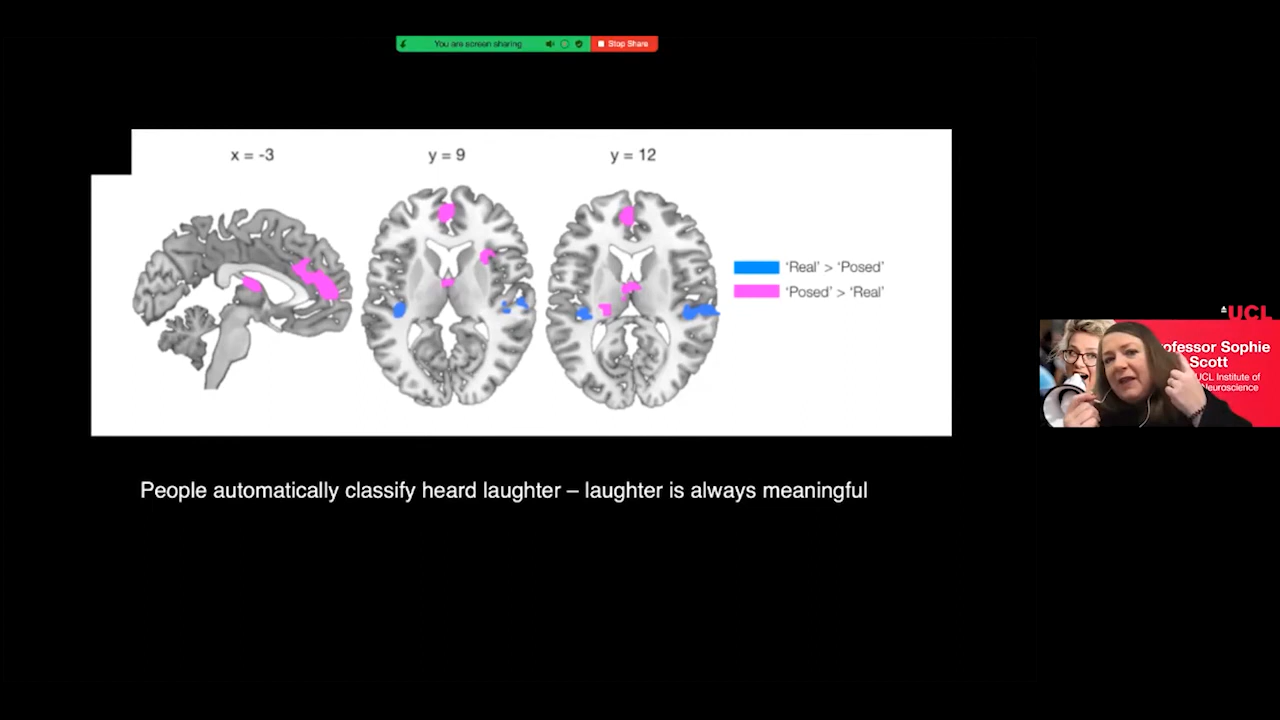 You are screen sharing
Stop Share
x = -3
y = 9
y = 12
'Real' > 'Posed'
'Posed' > 'Real'
People automatically classify heard laughter – laughter is always meaningful
UCL
ofessor Sophie
Scott
UCL Institute of
Neuroscience